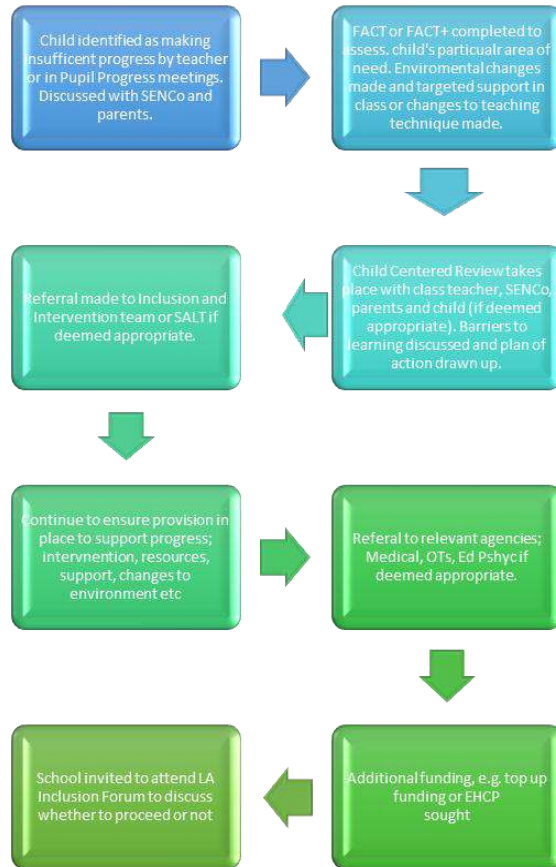 Child identified as making
insufficent progress by teacher
or in Pupil Progress meetings.
Discussed with SENCo and
parents.
FACT or FACT+ completed to
assess. child's particualr area of
need. Enviromental changes
made and targeted support in
class or changes to teaching
technique made.
Child Centered Review takes
place with class teacher, SENCo,
parents and child (if deemed
appropriate). Barriers to
learning discussed and plan of
action drawn up.
Referral made to Inclusion and
Intervention team or SALT if
deemed appropriate.
Continue to ensure provision in
place to support progress;
intervnention, resources,
support, changes to
environment etc
Referal to relevant agencies;
Medical, OTs, Ed Pshyc if
deemed appropriate.
Additional funding, e.g. top up
funding or EHCP
sought
School invited to attend LA
Inclusion Forum to discuss
whether to proceed or not